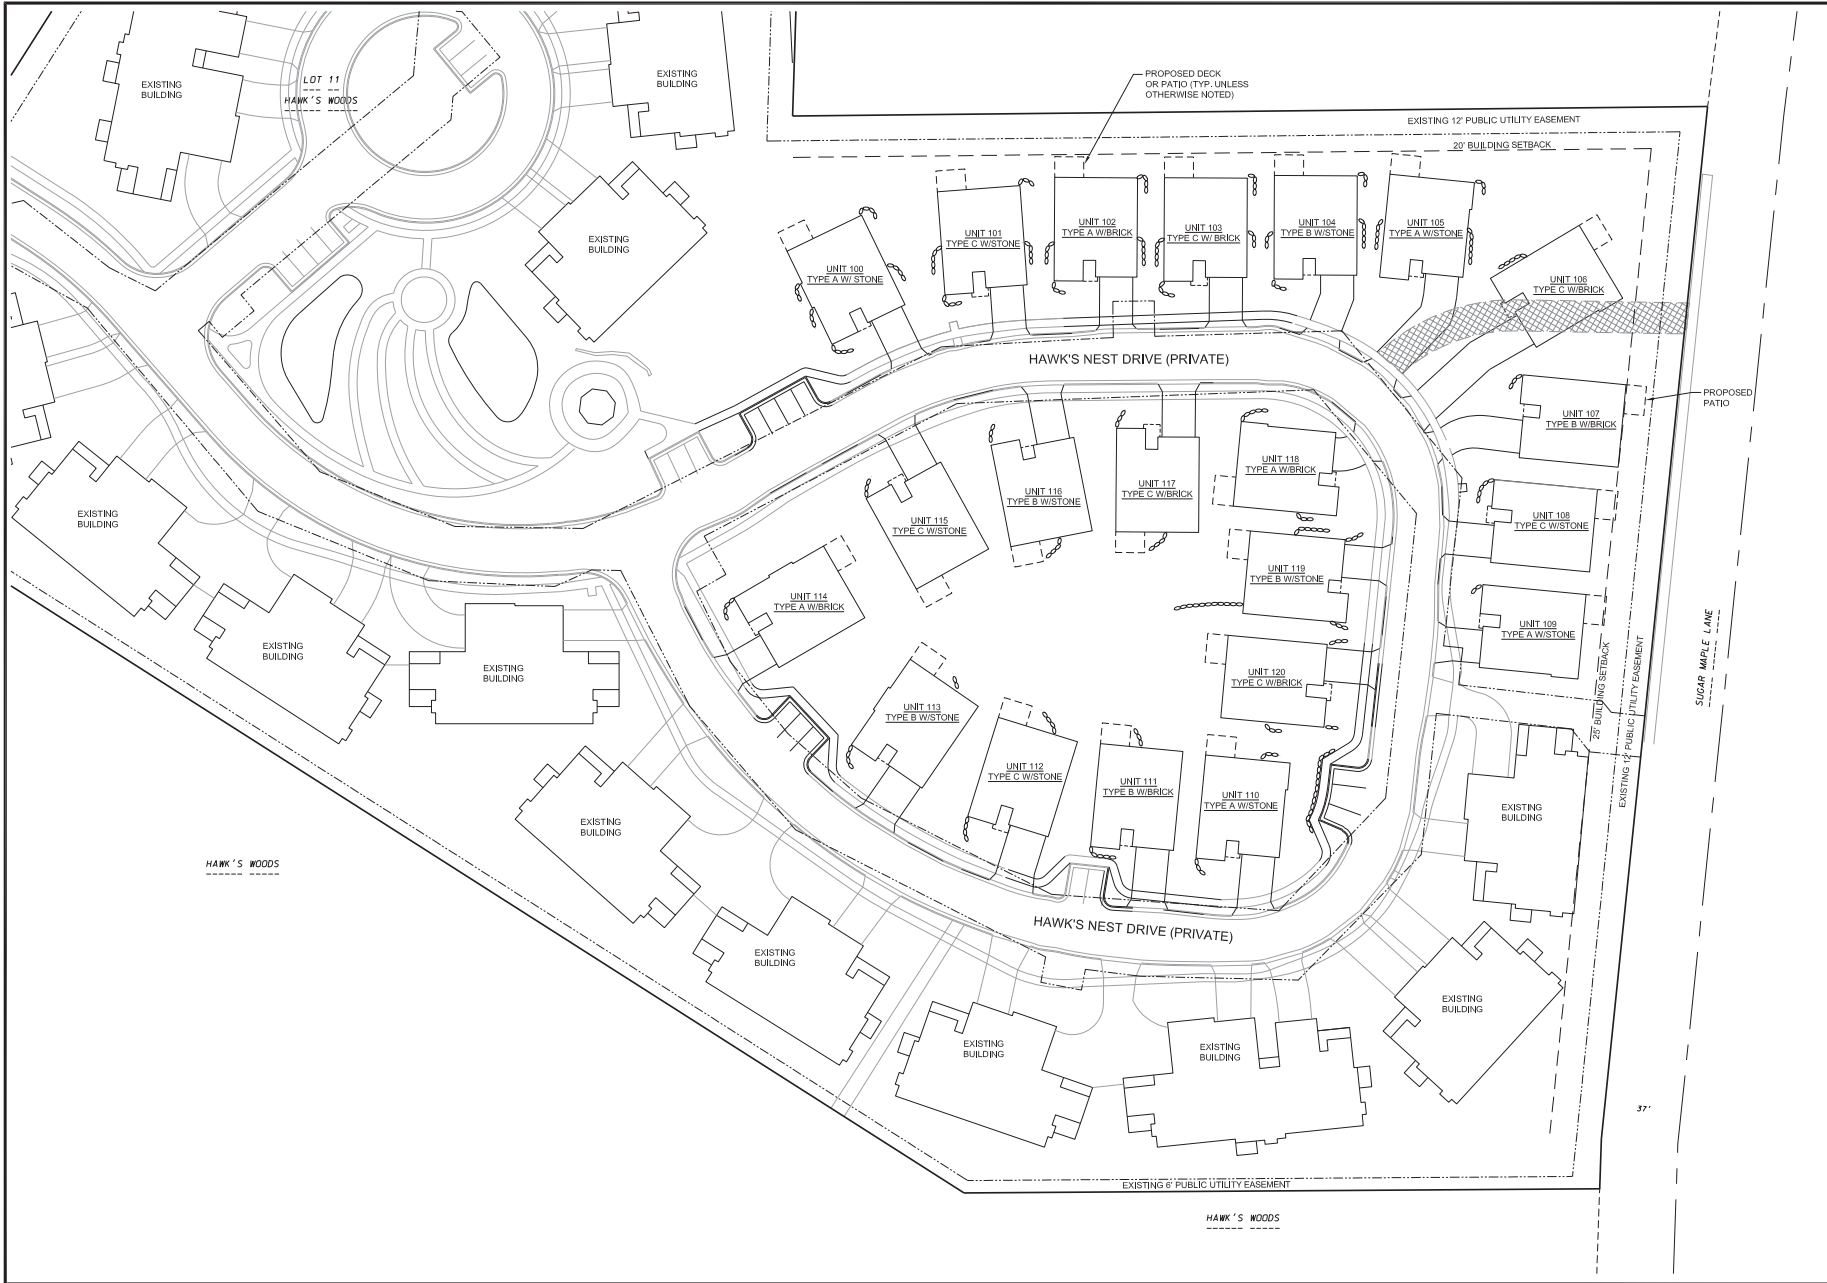 LOT 11
HAWK'S WOODS
EXISTING
BUILDING
EXISTING
BUILDING
EXISTING
BUILDING
PROPOSED DECK
OR PATIO (TYP. UNLESS
OTHERWISE NOTED)
EXISTING 12' PUBLIC UTILITY EASEMENT
20' BUILDING SETBACK
UNIT 100
TYPE A W/ STONE
UNIT 101
TYPE C W/STONE
UNIT 102
TYPE A W/BRICK
UNIT 103
TYPE C W/ BRICK
UNIT 104
TYPE B W/STONE
UNIT 105
TYPE A W/STONE
UNIT 106
TYPE C W/BRICK
HAWK'S NEST DRIVE (PRIVATE)
PROPOSED
PATIO
UNIT 107
TYPE B W/BRICK
UNIT 108
TYPE C W/STONE
UNIT 109
TYPE A W/STONE
UNIT 118
TYPE A W/BRICK
UNIT 117
TYPE C W/BRICK
UNIT 116
TYPE B W/STONE
UNIT 115
TYPE C W/STONE
UNIT 114
TYPE A W/BRICK
UNIT 119
TYPE B W/STONE
UNIT 120
TYPE C W/BRICK
UNIT 113
TYPE B W/STONE
UNIT 112
TYPE C W/STONE
UNIT 111
TYPE B W/BRICK
UNIT 110
TYPE A W/STONE
25' BUILDING SETBACK
EXISTING 12' PUBLIC UTILITY EASEMENT
SUGAR MAPLE LANE
EXISTING
BUILDING
EXISTING
BUILDING
EXISTING
BUILDING
EXISTING
BUILDING
EXISTING
BUILDING
EXISTING
BUILDING
HAWK'S WOODS
HAWK'S NEST DRIVE (PRIVATE)
EXISTING
BUILDING
EXISTING
BUILDING
EXISTING
BUILDING
EXISTING
BUILDING
37'
EXISTING 6' PUBLIC UTILITY EASEMENT
HAWK'S WOODS